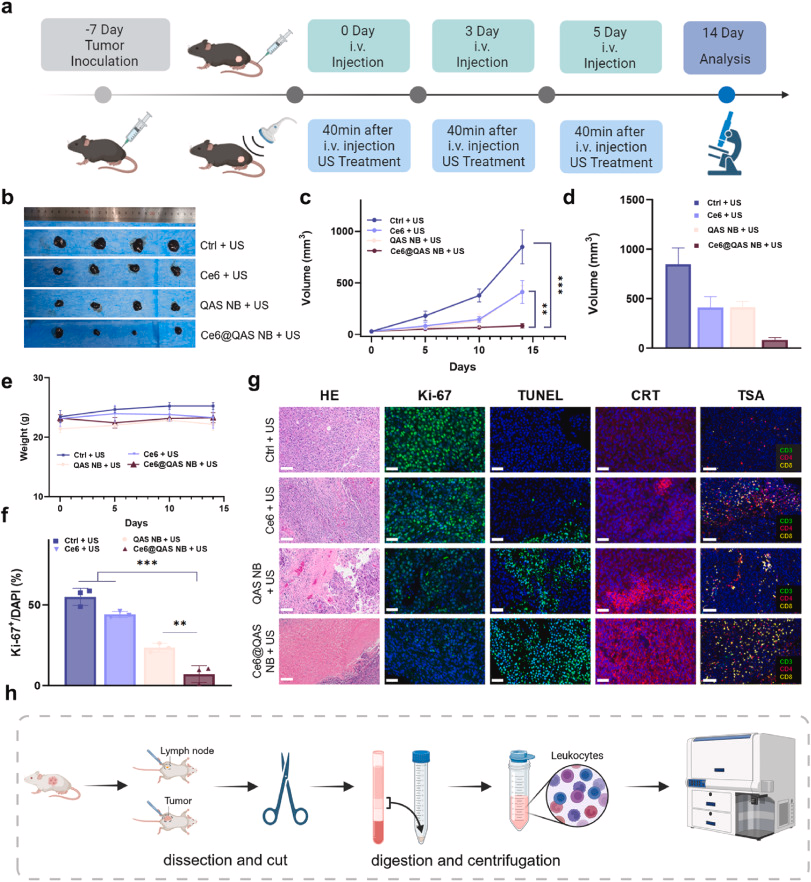 a
-7 Day
Tumor
Inoculation
0 Day
i.v.
Injection
3 Day
i.v.
Injection
5 Day
i.v.
Injection
14 Day
Analysis
40min after
i.v. injection
US Treatment
40min after
i.v. injection
US Treatment
40min after
i.v. injection
US Treatment
b
Ctrl + US
Ce6 + US
QAS NB + US
Ce6@QAS NB + US
c
Volume (mm³)
1000
500
0
0 5 10 15
Days
Ctrl + US
Ce6 + US
QAS NB + US
Ce6@QAS NB + US
**
***
d
Volume (mm³)
1500
1000
500
0
Ctrl + US
Ce6 + US
QAS NB + US
Ce6@QAS NB + US
e
Weight (g)
30
20
10
0 5 10 15
Days
Ctrl + US
Ce6 + US
QAS NB + US
Ce6@QAS NB + US
f
Ki-67⁺/DAPI (%)
50
0
Ctrl + US
Ce6 + US
QAS NB + US
Ce6@QAS NB + US
***
**
g
HE Ki-67 TUNEL CRT TSA
Ctrl + US
CD3
CD4
CD8
Ce6 + US
CD3
CD4
CD8
QAS NB
+ US
CD3
CD4
CD8
Ce6@QAS
NB + US
CD3
CD4
CD8
h
Lymph node
Tumor
dissection and cut
digestion and centrifugation
Leukocytes